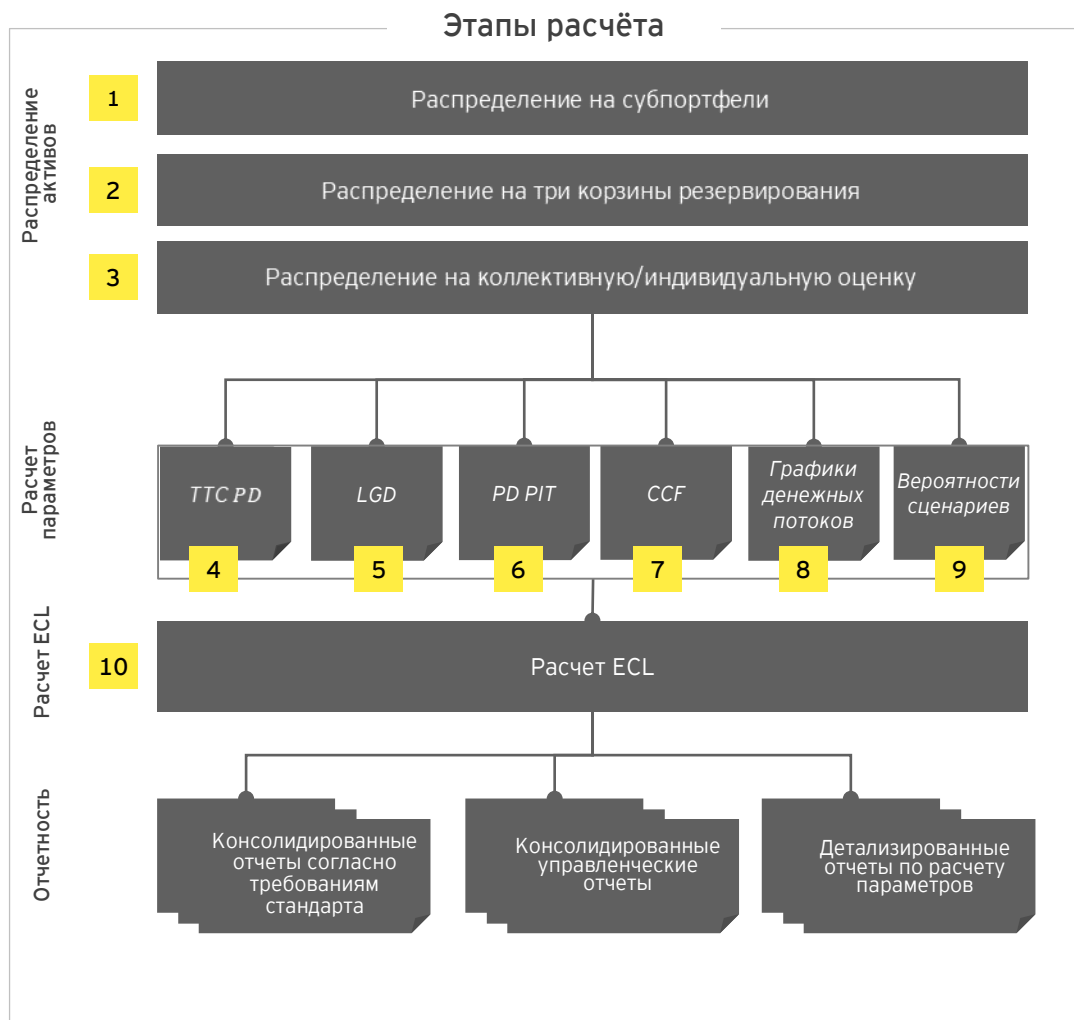 Этапы расчёта
Распределение
активов
1
Распределение на субпортфели
2
Распределение на три корзины резервирования
3
Распределение на коллективную/индивидуальную оценку
Расчет
параметров
TTC PD
4
LGD
5
PD PIT
6
CCF
7
Графики
денежных
потоков
8
Вероятности
сценариев
9
Расчет ECL
10
Расчет ECL
Отчетность
Консолидированные
отчеты согласно
требованиям
стандарта
Консолидированные
управленческие
отчеты
Детализированные
отчеты по расчету
параметров